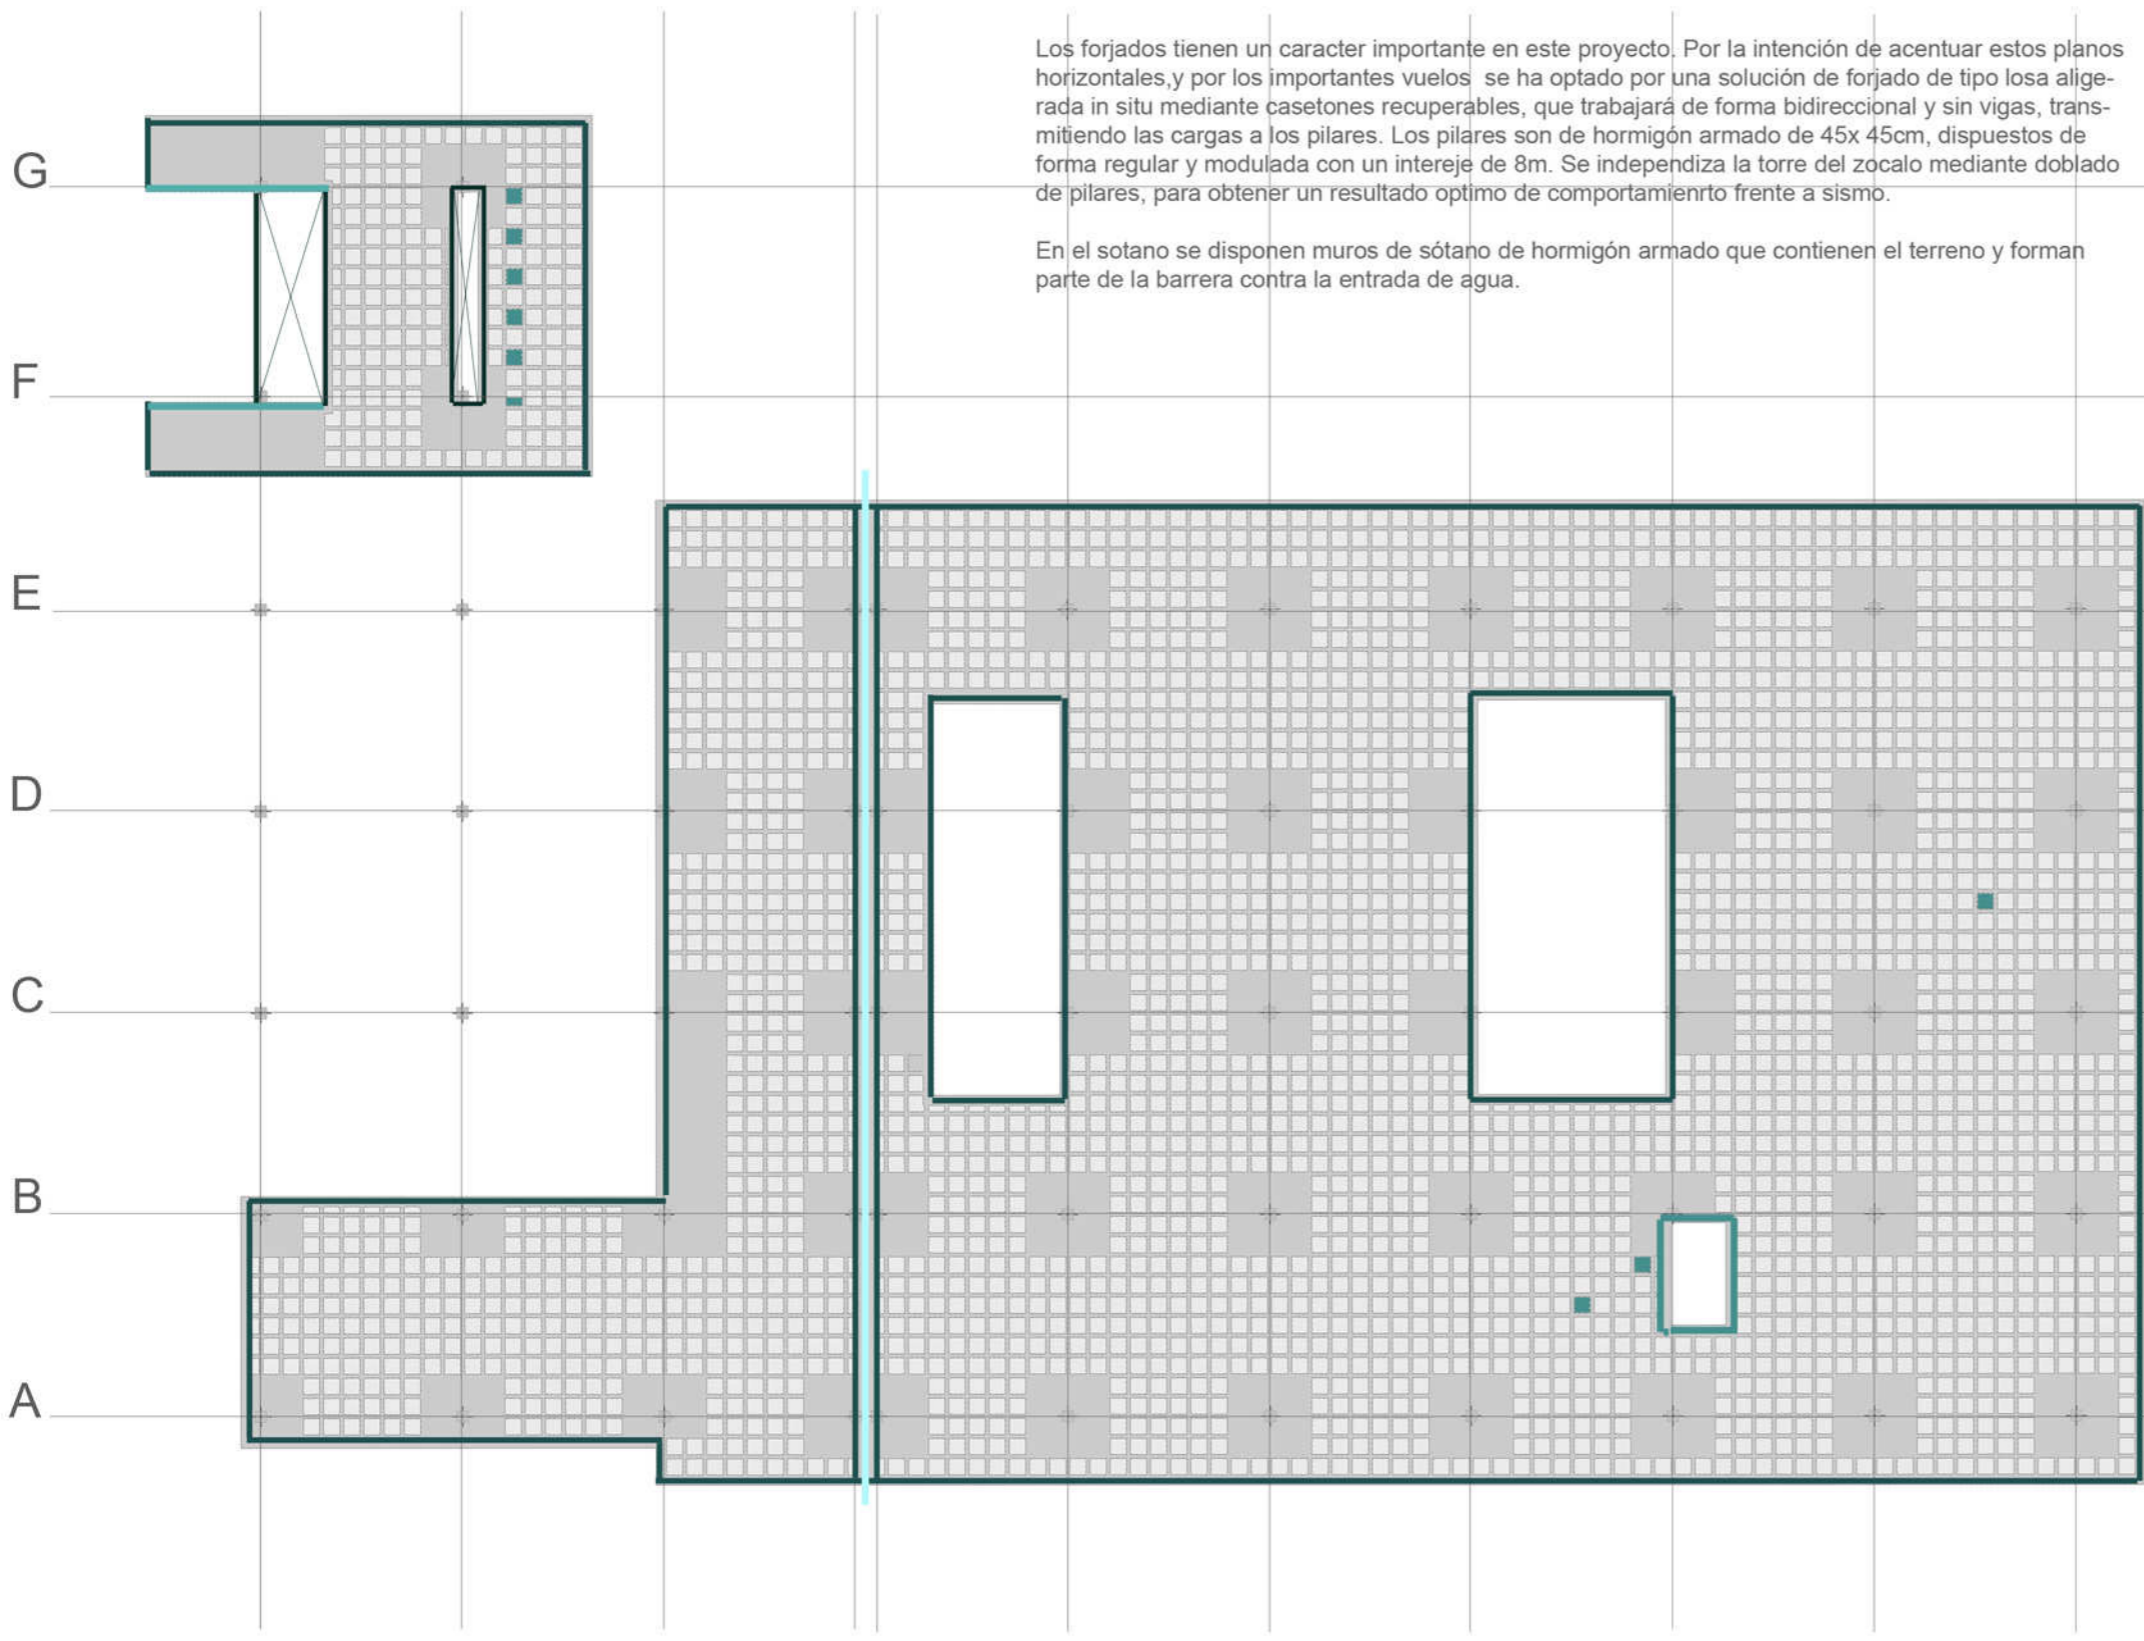 Los forjados tienen un caracter importante en este proyecto. Por la intención de acentuar estos planos
horizontales,y por los importantes vuelos  se ha optado por una solución de forjado de tipo losa alige-
rada in situ mediante casetones recuperables, que trabajará de forma bidireccional y sin vigas, trans-
mitiendo las cargas a los pilares. Los pilares son de hormigón armado de 45x 45cm, dispuestos de
forma regular y modulada con un intereje de 8m. Se independiza la torre del zocalo mediante doblado
de pilares, para obtener un resultado optimo de comportamienrto frente a sismo.
En el sotano se disponen muros de sótano de hormigón armado que contienen el terreno y forman
parte de la barrera contra la entrada de agua.
G
F
E
D
C
B
A